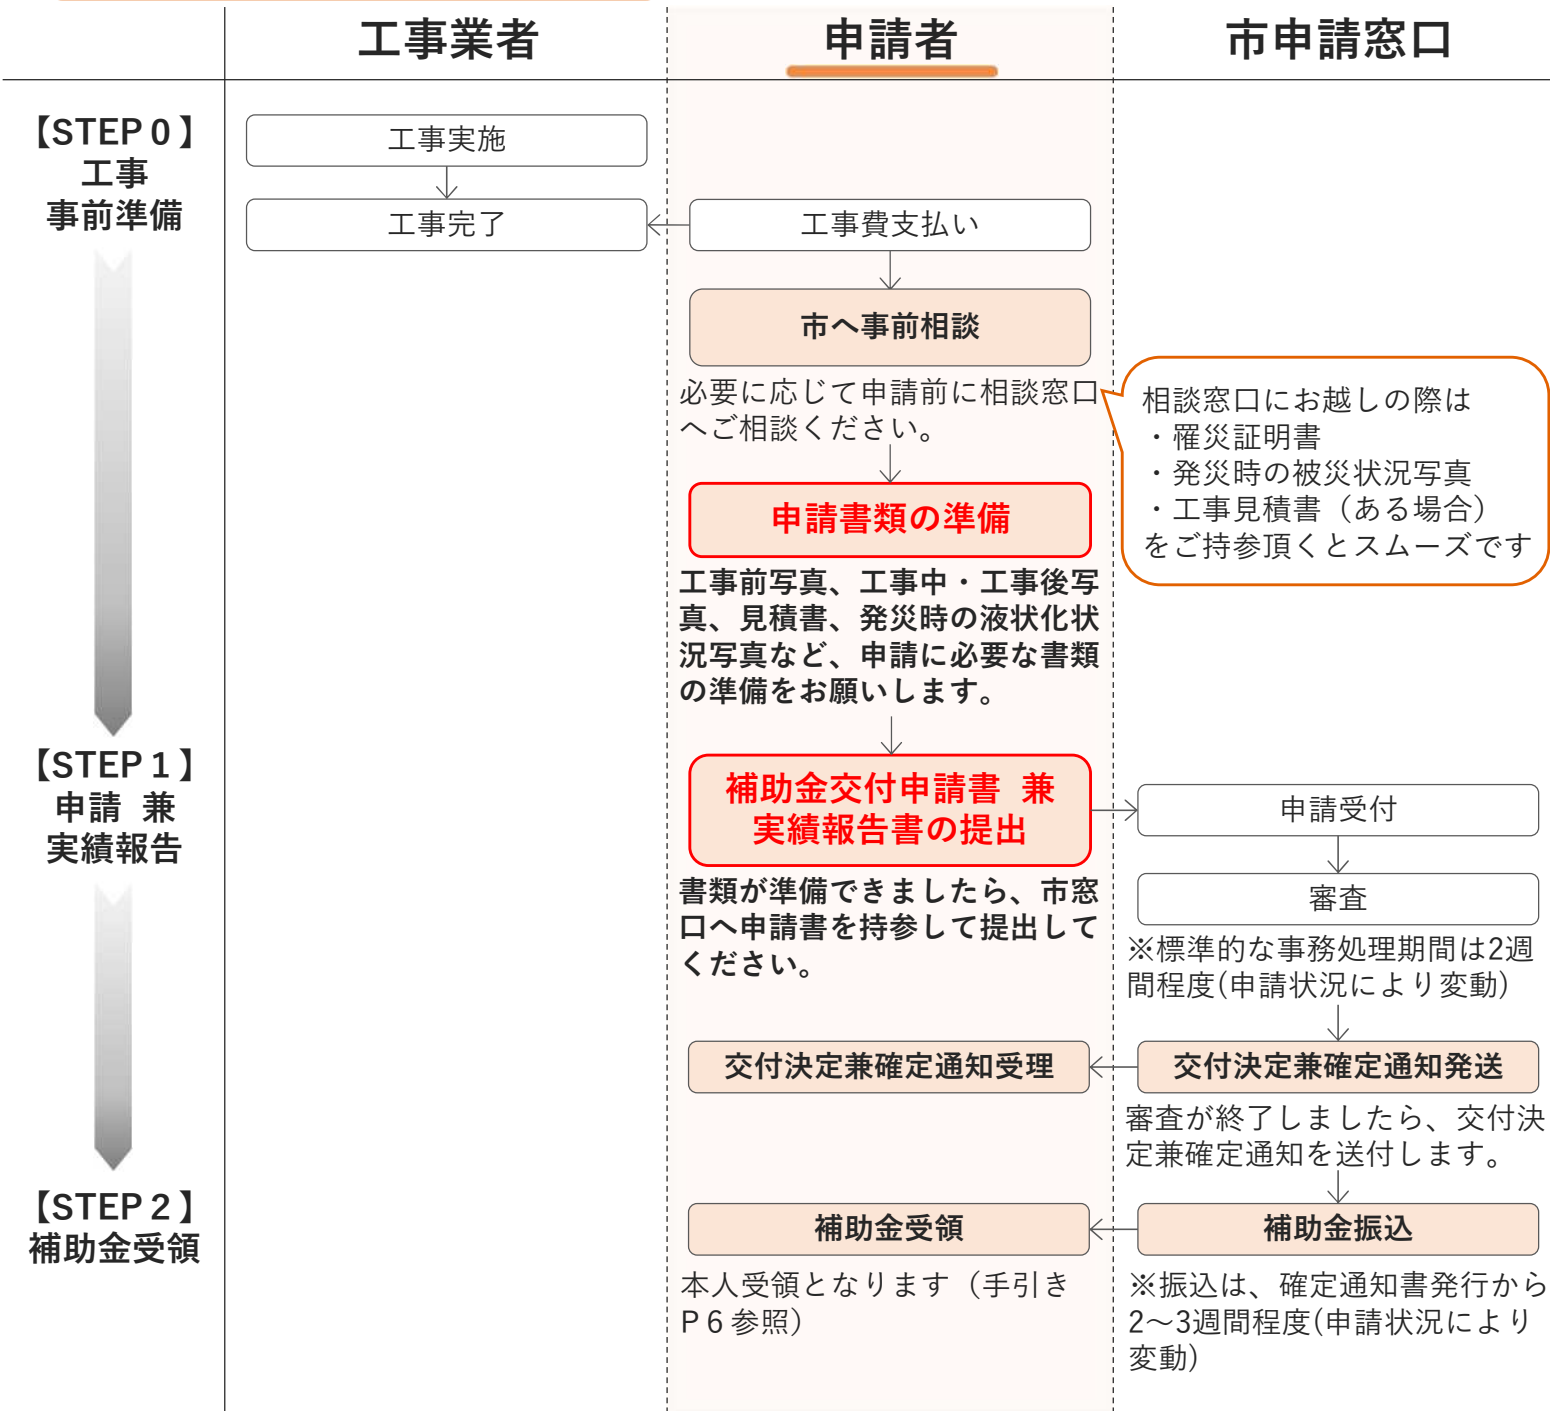 工事業者
申請者
市申請窓口
【STEP 0】
工事
事前準備
工事実施
工事完了
工事費支払い
市へ事前相談
必要に応じて申請前に相談窓口
へご相談ください。
相談窓口にお越しの際は
・罹災証明書
・発災時の被災状況写真
・工事見積書（ある場合）
をご持参頂くとスムーズです
申請書類の準備
工事前写真、工事中・工事後写
真、見積書、発災時の液状化状
況写真など、申請に必要な書類
の準備をお願いします。
【STEP 1】
申請 兼
実績報告
補助金交付申請書 兼
実績報告書の提出
書類が準備できましたら、市窓
口へ申請書を持参して提出して
ください。
申請受付
審査
※標準的な事務処理期間は2週
間程度(申請状況により変動)
交付決定兼確定通知受理
交付決定兼確定通知発送
審査が終了しましたら、交付決
定兼確定通知を送付します。
【STEP 2】
補助金受領
補助金受領
補助金振込
本人受領となります（手引き
P 6 参照）
※振込は、確定通知書発行から
2～3週間程度(申請状況により
変動)